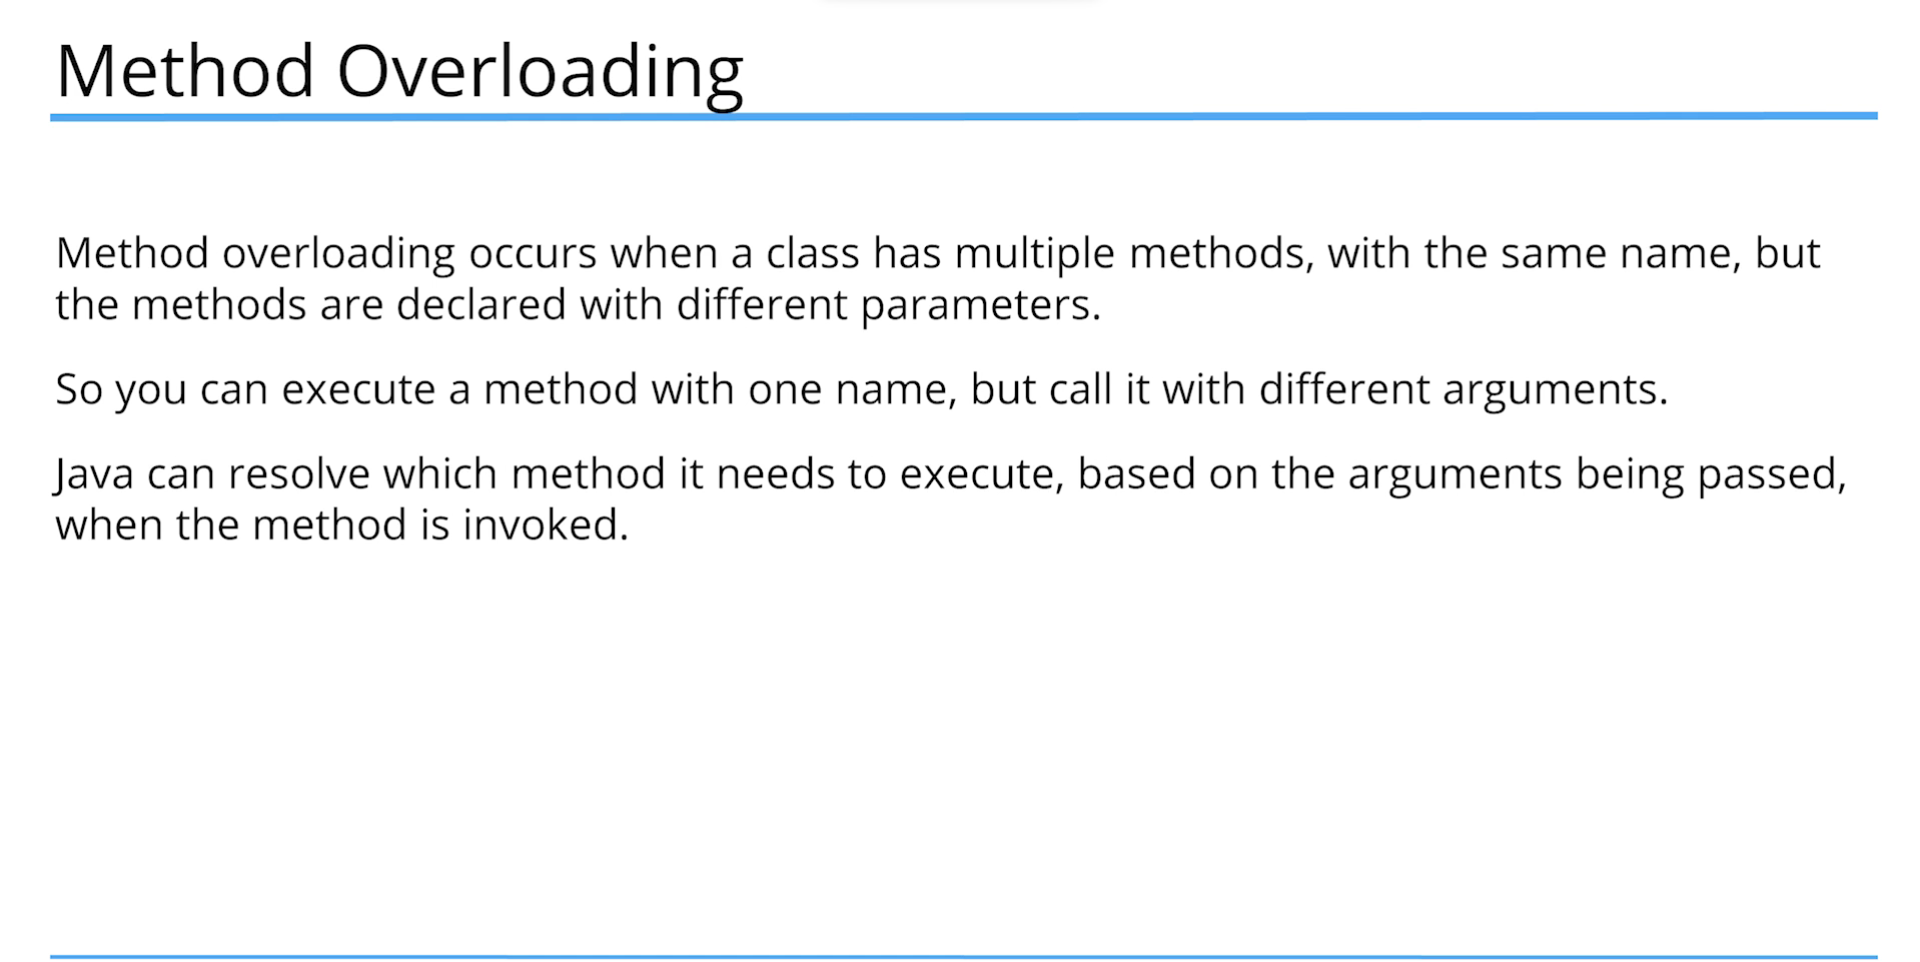 Method Overloading
Method overloading occurs when a class has multiple methods, with the same name, but
the methods are declared with different parameters.
So you can execute a method with one name, but call it with different arguments.
Java can resolve which method it needs to execute, based on the arguments being passed,
when the method is invoked.